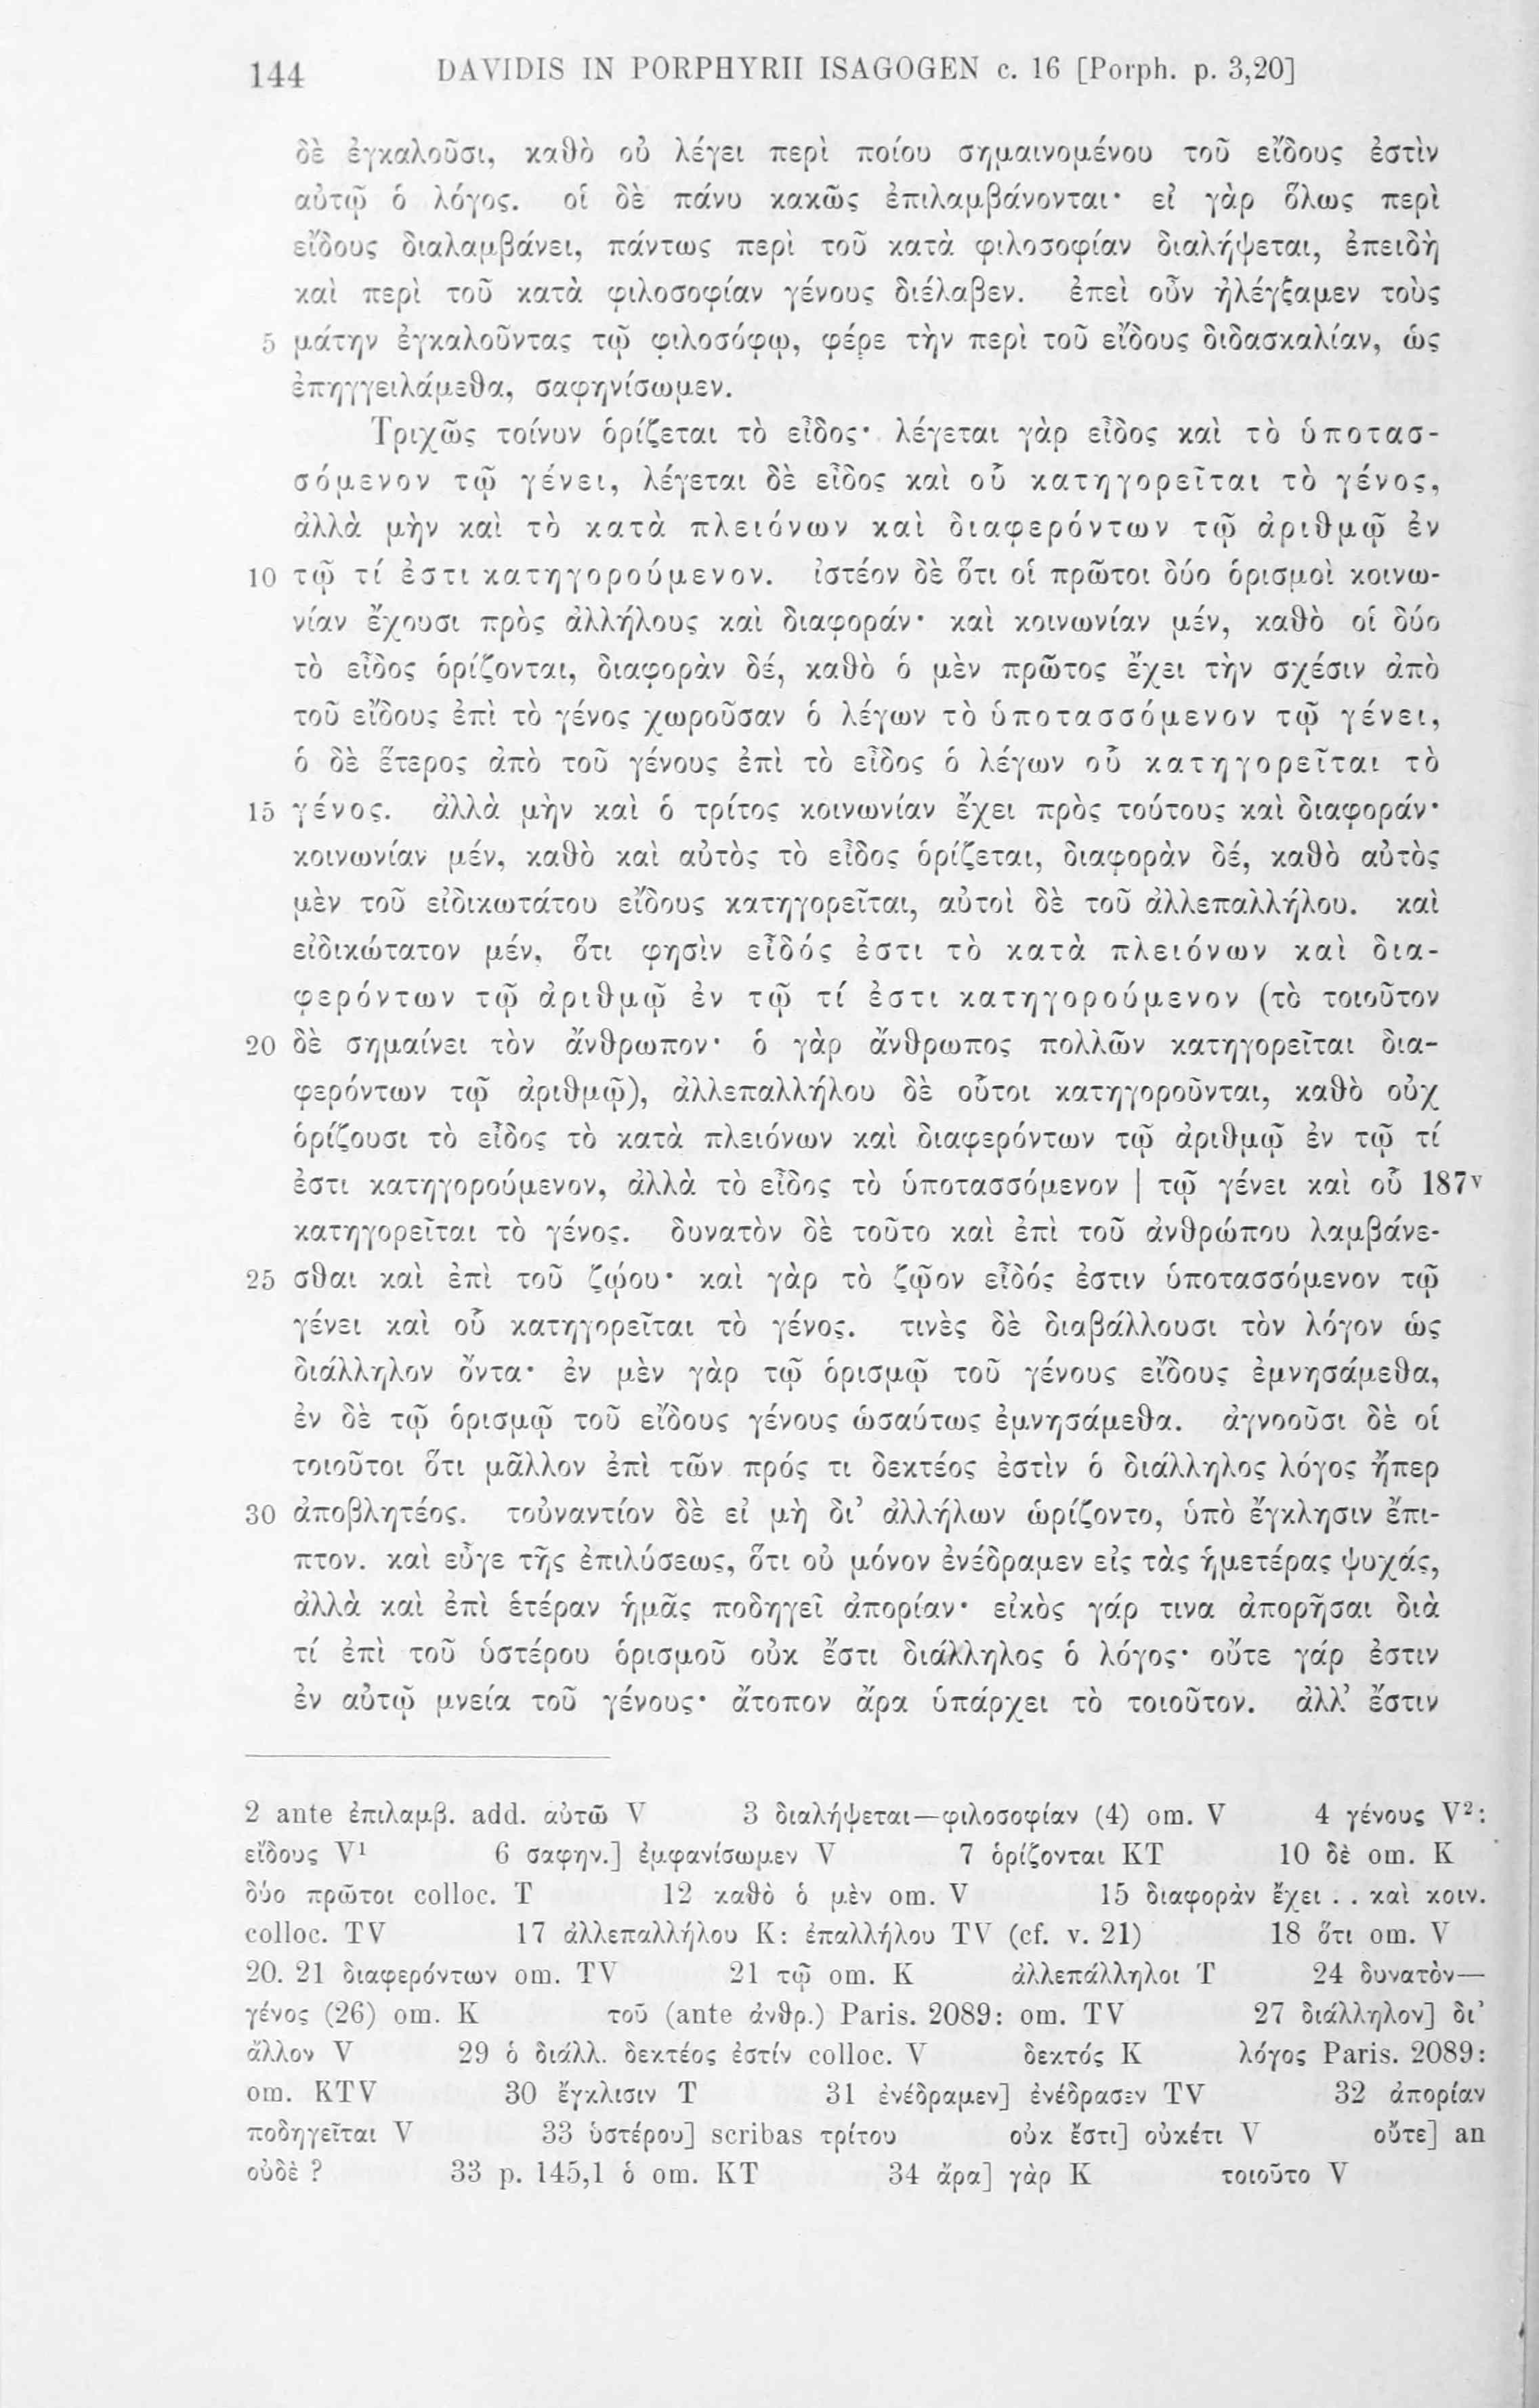 144 DAVIDIS IN PORPHYRII ISAGOGEN c. 16 [Porph. p. 3,20]
δὲ ἐγκαλοῦσι, καθὸ οὐ λέγει περὶ ποίου σημαινομένου τοῦ εἴδους ἐστὶν
αὐτῷ ὁ λόγος. οἱ δὲ πάνυ κακῶς ἐπιλαμβάνονται· εἰ γὰρ ὅλως περὶ
εἴδους διαλαμβάνει, πάντως περὶ τοῦ κατὰ φιλοσοφίαν διαλήψεται, ἐπειδὴ
καὶ περὶ τοῦ κατὰ φιλοσοφίαν γένους διέλαβεν. ἐπεὶ οὖν ἠλέγξαμεν τοὺς
5 μάτην ἐγκαλοῦντας τῷ φιλοσόφῳ, φέρε τὴν περὶ τοῦ εἴδους διδασκαλίαν, ὡς
ἐπηγγειλάμεθα, σαφηνίσωμεν.
Τριχῶς τοίνυν ὁρίζεται τὸ εἶδος· λέγεται γὰρ εἶδος καὶ τὸ ὑποτασ-
σόμενον τῷ γένει, λέγεται δὲ εἶδος καὶ οὗ κατηγορεῖται τὸ γένος,
ἀλλὰ μὴν καὶ τὸ κατὰ πλειόνων καὶ διαφερόντων τῷ ἀριθμῷ ἐν
10 τῷ τί ἐστι κατηγορούμενον. ἰστέον δὲ ὅτι οἱ πρῶτοι δύο ὁρισμοὶ κοινω-
νίαν ἔχουσι πρὸς ἀλλήλους καὶ διαφοράν· καὶ κοινωνίαν μέν, καθὸ οἱ δύο
τὸ εἶδος ὁρίζονται, διαφορὰν δέ, καθὸ ὁ μὲν πρῶτος ἔχει τὴν σχέσιν ἀπὸ
τοῦ εἴδους ἐπὶ τὸ γένος χωροῦσαν ὁ λέγων τὸ ὑποτασσόμενον τῷ γένει,
ὁ δὲ ἕτερος ἀπὸ τοῦ γένους ἐπὶ τὸ εἶδος ὁ λέγων οὗ κατηγορεῖται τὸ
15 γένος. ἀλλὰ μὴν καὶ ὁ τρίτος κοινωνίαν ἔχει πρὸς τούτους καὶ διαφοράν·
κοινωνίαν μέν, καθὸ καὶ αὐτὸς τὸ εἶδος ὁρίζεται, διαφορὰν δέ, καθὸ αὐτὸς
μὲν τοῦ εἰδικωτάτου εἴδους κατηγορεῖται, αὐτοὶ δὲ τοῦ ἀλλεπαλλήλου. καὶ
εἰδικώτατον μέν, ὅτι φησὶν εἶδός ἐστι τὸ κατὰ πλειόνων καὶ δια-
φερόντων τῷ ἀριθμῷ ἐν τῷ τί ἐστι κατηγορούμενον (τὸ τοιοῦτον
20 δὲ σημαίνει τὸν ἄνθρωπον· ὁ γὰρ ἄνθρωπος πολλῶν κατηγορεῖται δια-
φερόντων τῷ ἀριθμῷ), ἀλλεπαλλήλου δὲ οὗτοι κατηγοροῦνται, καθὸ οὐχ
ὁρίζουσι τὸ εἶδος τὸ κατὰ πλειόνων καὶ διαφερόντων τῷ ἀριθμῷ ἐν τῷ τί
ἐστι κατηγορούμενον, ἀλλὰ τὸ εἶδος τὸ ὑποτασσόμενον | τῷ γένει καὶ οὗ 187ᵛ
κατηγορεῖται τὸ γένος. δυνατὸν δὲ τοῦτο καὶ ἐπὶ τοῦ ἀνθρώπου λαμβάνε-
25 σθαι καὶ ἐπὶ τοῦ ζῴου· καὶ γὰρ τὸ ζῷον εἶδός ἐστιν ὑποτασσόμενον τῷ
γένει καὶ οὗ κατηγορεῖται τὸ γένος. τινὲς δὲ διαβάλλουσι τὸν λόγον ὡς
διάλληλον ὄντα· ἐν μὲν γὰρ τῷ ὁρισμῷ τοῦ γένους εἴδους ἐμνησάμεθα,
ἐν δὲ τῷ ὁρισμῷ τοῦ εἴδους γένους ὡσαύτως ἐμνησάμεθα. ἀγνοοῦσι δὲ οἱ
τοιοῦτοι ὅτι μᾶλλον ἐπὶ τῶν πρός τι δεκτέος ἐστὶν ὁ διάλληλος λόγος ἤπερ
30 ἀποβλητέος. τοὐναντίον δὲ εἰ μὴ δι’ ἀλλήλων ὡρίζοντο, ὑπὸ ἔγκλησιν ἔπι-
πτον. καὶ εὖγε τῆς ἐπιλύσεως, ὅτι οὐ μόνον ἐνέδραμεν εἰς τὰς ἡμετέρας ψυχάς,
ἀλλὰ καὶ ἐπὶ ἑτέραν ἡμᾶς ποδηγεῖ ἀπορίαν· εἰκὸς γάρ τινα ἀπορῆσαι διὰ
τί ἐπὶ τοῦ ὑστέρου ὁρισμοῦ οὐκ ἔστι διάλληλος ὁ λόγος· οὔτε γάρ ἐστιν
ἐν αὐτῷ μνεία τοῦ γένους· ἄτοπον ἄρα ὑπάρχει τὸ τοιοῦτον. ἀλλ’ ἔστιν
2 ante ἐπιλαμβ. add. αὐτῶ V 3 διαλήψεται—φιλοσοφίαν (4) om. V 4 γένους V²:
εἴδους V¹ 6 σαφην.] ἐμφανίσωμεν V 7 ὁρίζονται KT 10 δὲ om. K
δύο πρῶτοι colloc. T 12 καθὸ ὁ μὲν om. V 15 διαφορὰν ἔχει . . καὶ κοιν.
colloc. TV 17 ἀλλεπαλλήλου K: ἐπαλλήλου TV (cf. v. 21) 18 ὅτι om. V
20. 21 διαφερόντων om. TV 21 τῷ om. K ἀλλεπάλληλοι T 24 δυνατὸν—
γένος (26) om. K τοῦ (ante ἀνθρ.) Paris. 2089: om. TV 27 διάλληλον] δι’
ἄλλον V 29 ὁ διάλλ. δεκτέος ἐστίν colloc. V δεκτός K λόγος Paris. 2089:
om. KTV 30 ἔγκλισιν T 31 ἐνέδραμεν] ἐνέδρασεν TV 32 ἀπορίαν
ποδηγεῖται V 33 ὑστέρου] scribas τρίτου οὐκ ἔστι] οὐκέτι V οὔτε] an
οὐδὲ ? 33 p. 145,1 ὁ om. KT 34 ἄρα] γὰρ K τοιοῦτο V